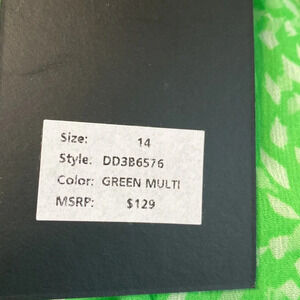 Size: 14
Style: DD3B6576
Color: GREEN MULTI
MSRP: $129